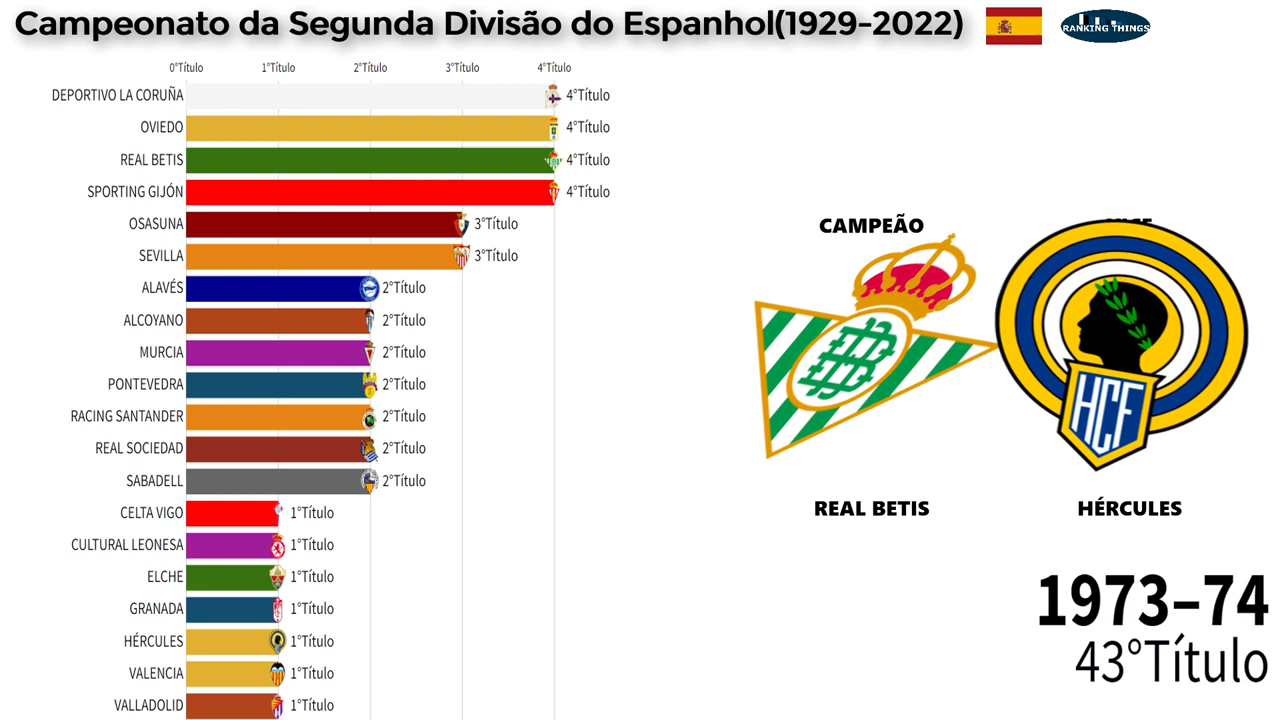 Campeonato da Segunda Divisão do Espanhol(1929-2022)
RANKING THINGS
0°Título 1°Título 2°Título 3°Título 4°Título
DEPORTIVO LA CORUÑA 4°Título
OVIEDO 4°Título
REAL BETIS 4°Título
SPORTING GIJÓN 4°Título
OSASUNA 3°Título
SEVILLA 3°Título
ALAVÉS 2°Título
ALCOYANO 2°Título
MURCIA 2°Título
PONTEVEDRA 2°Título
RACING SANTANDER 2°Título
REAL SOCIEDAD 2°Título
SABADELL 2°Título
CELTA VIGO 1°Título
CULTURAL LEONESA 1°Título
ELCHE 1°Título
GRANADA 1°Título
HÉRCULES 1°Título
VALENCIA 1°Título
VALLADOLID 1°Título
CAMPEÃO
HCF
REAL BETIS HÉRCULES
1973–74
43°Título